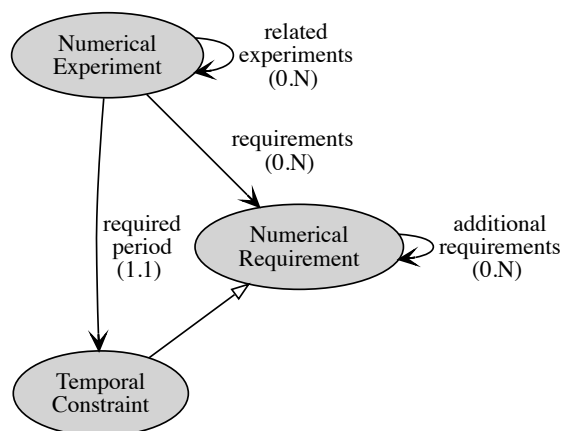 Numerical
Experiment
related
experiments
(0.N)
requirements
(0.N)
required
period
(1.1)
Numerical
Requirement
additional
requirements
(0.N)
Temporal
Constraint